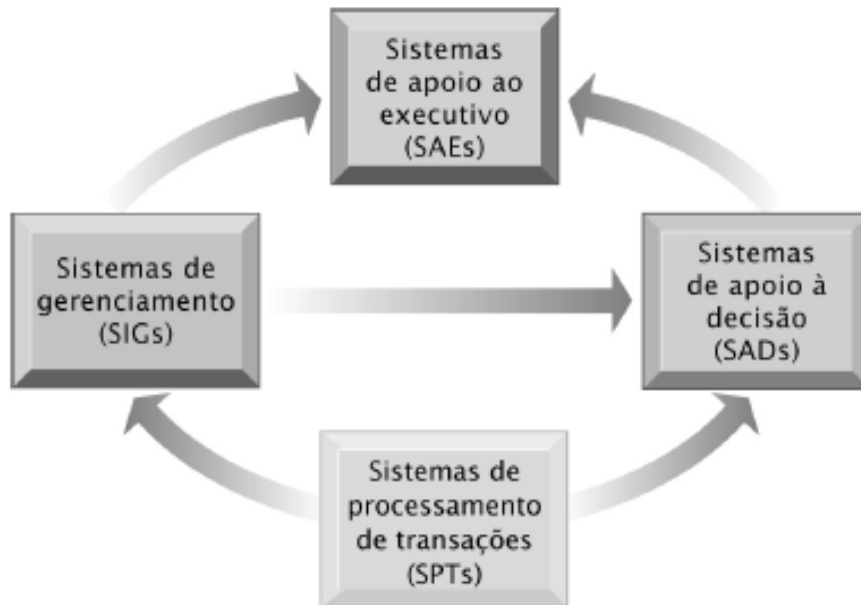 Sistemas
de apoio ao
executivo
(SAEs)
Sistemas de
gerenciamento
(SIGs)
Sistemas
de apoio à
decisão
(SADs)
Sistemas de
processamento
de transações
(SPTs)